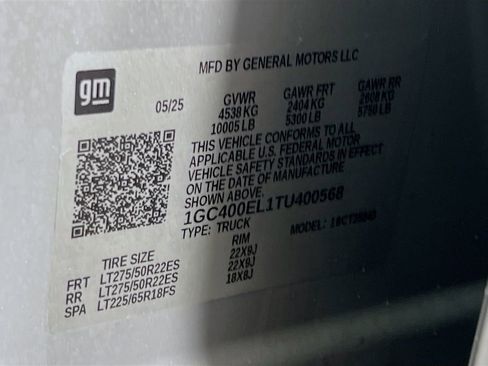 gm
MFD BY GENERAL MOTORS LLC
05/25
GVWR GAWR FRT GAWR RR
4538 KG 2404 KG 2608 KG
10005 LB 5300 LB 5750 LB
THIS VEHICLE CONFORMS TO ALL
APPLICABLE U.S. FEDERAL MOTOR
VEHICLE SAFETY STANDARDS IN EFFECT
ON THE DATE OF MANUFACTURE
SHOWN ABOVE.
1GC400EL1TU400568
TYPE: TRUCK MODEL:
TIRE SIZE RIM
FRT LT275/50R22ES 22X9J
RR LT275/50R22ES 22X9J
SPA LT225/65R18FS 18X8J